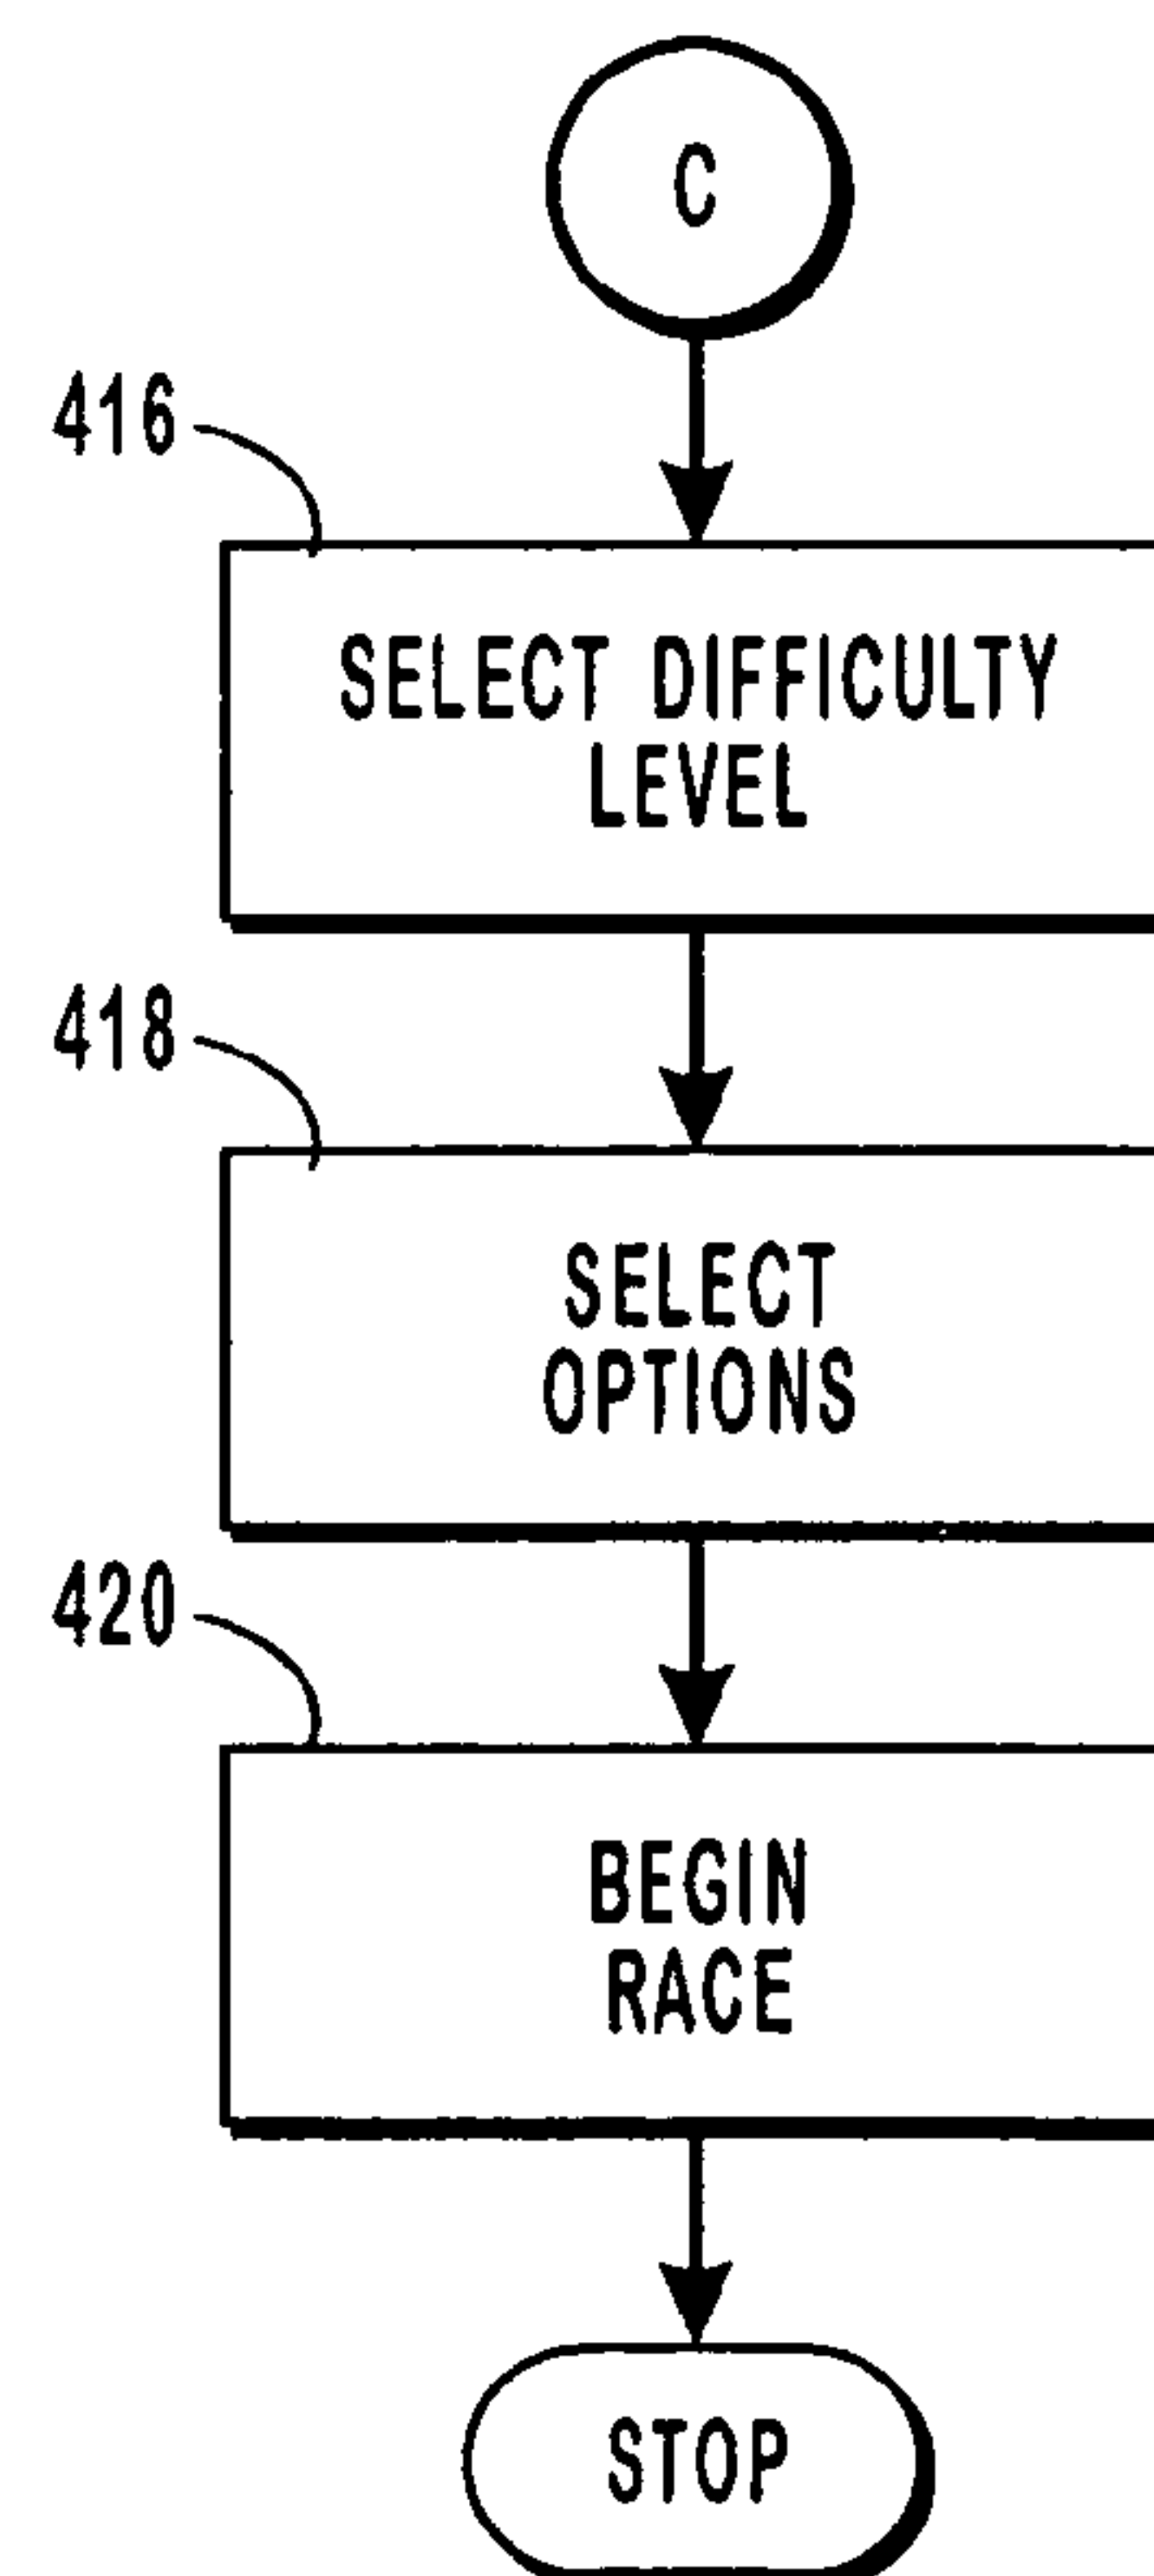 C
416
SELECT DIFFICULTY
LEVEL
418
SELECT
OPTIONS
420
BEGIN
RACE
STOP